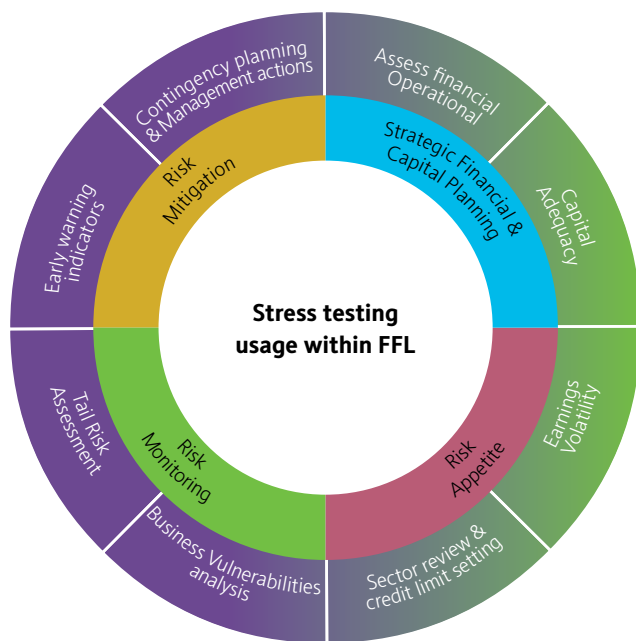 Contingency planning
& Management actions
Assess financial
Operational
Early warning
indicators
Risk
Mitigation
Strategic Financial &
Capital Planning
Capital
Adequacy
Stress testing
usage within FFL
Tail Risk
Assessment
Risk
Monitoring
Risk
Appetite
Earnings
Volatility
Business Vulnerabilities
analysis
Sector review &
credit limit setting